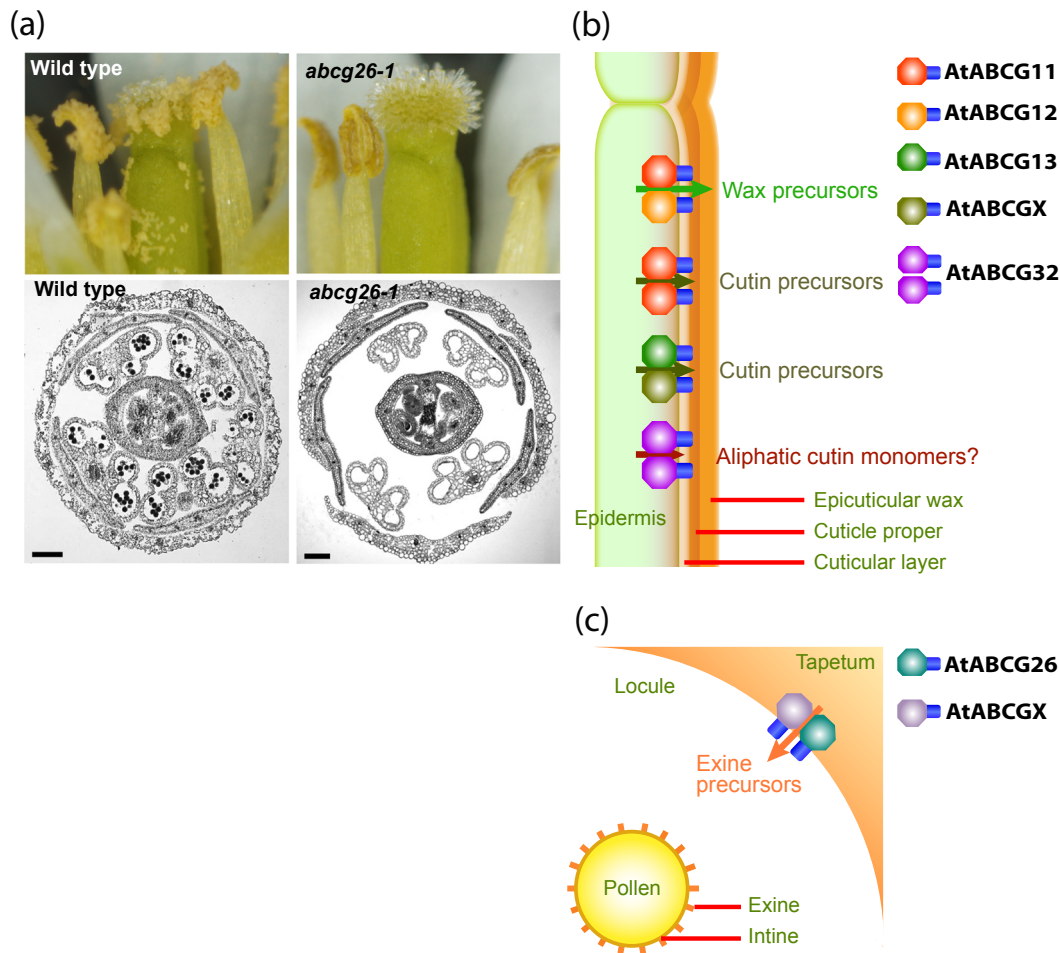 (a)
Wild type
abcg26-1
Wild type
abcg26-1
(b)
AtABCG11
AtABCG12
AtABCG13
AtABCGX
AtABCG32
Wax precursors
Cutin precursors
Cutin precursors
Aliphatic cutin monomers?
Epidermis
Epicuticular wax
Cuticle proper
Cuticular layer
(c)
Tapetum
Locule
AtABCG26
AtABCGX
Exine
precursors
Pollen
Exine
Intine